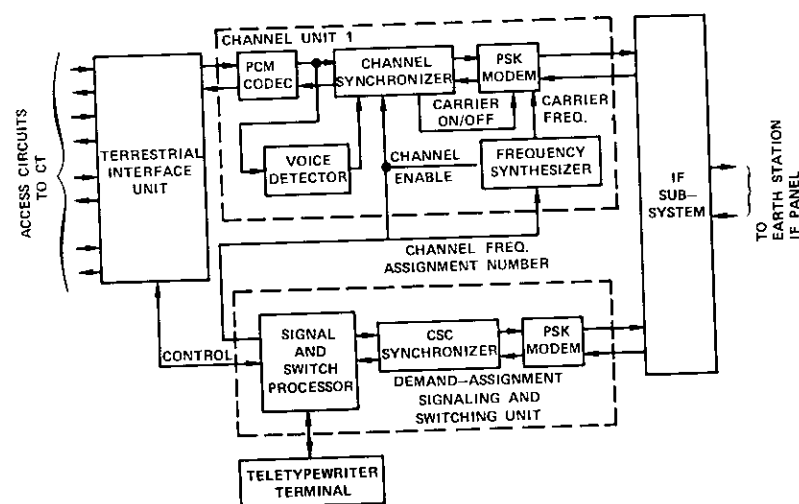 CHANNEL UNIT 1
PCM
CODEC
CHANNEL
SYNCHRONIZER
PSK
MODEM
CARRIER
ON/OFF
CARRIER
FREQ.
VOICE
DETECTOR
CHANNEL
ENABLE
FREQUENCY
SYNTHESIZER
ACCESS CIRCUITS
TO CT
TERRESTRIAL
INTERFACE
UNIT
IF
SUB-
SYSTEM
TO
EARTH STATION
IF PANEL
CHANNEL FREQ.
ASSIGNMENT NUMBER
CONTROL
SIGNAL
AND
SWITCH
PROCESSOR
CSC
SYNCHRONIZER
PSK
MODEM
DEMAND-ASSIGNMENT
SIGNALING AND
SWITCHING UNIT
TELETYPEWRITER
TERMINAL